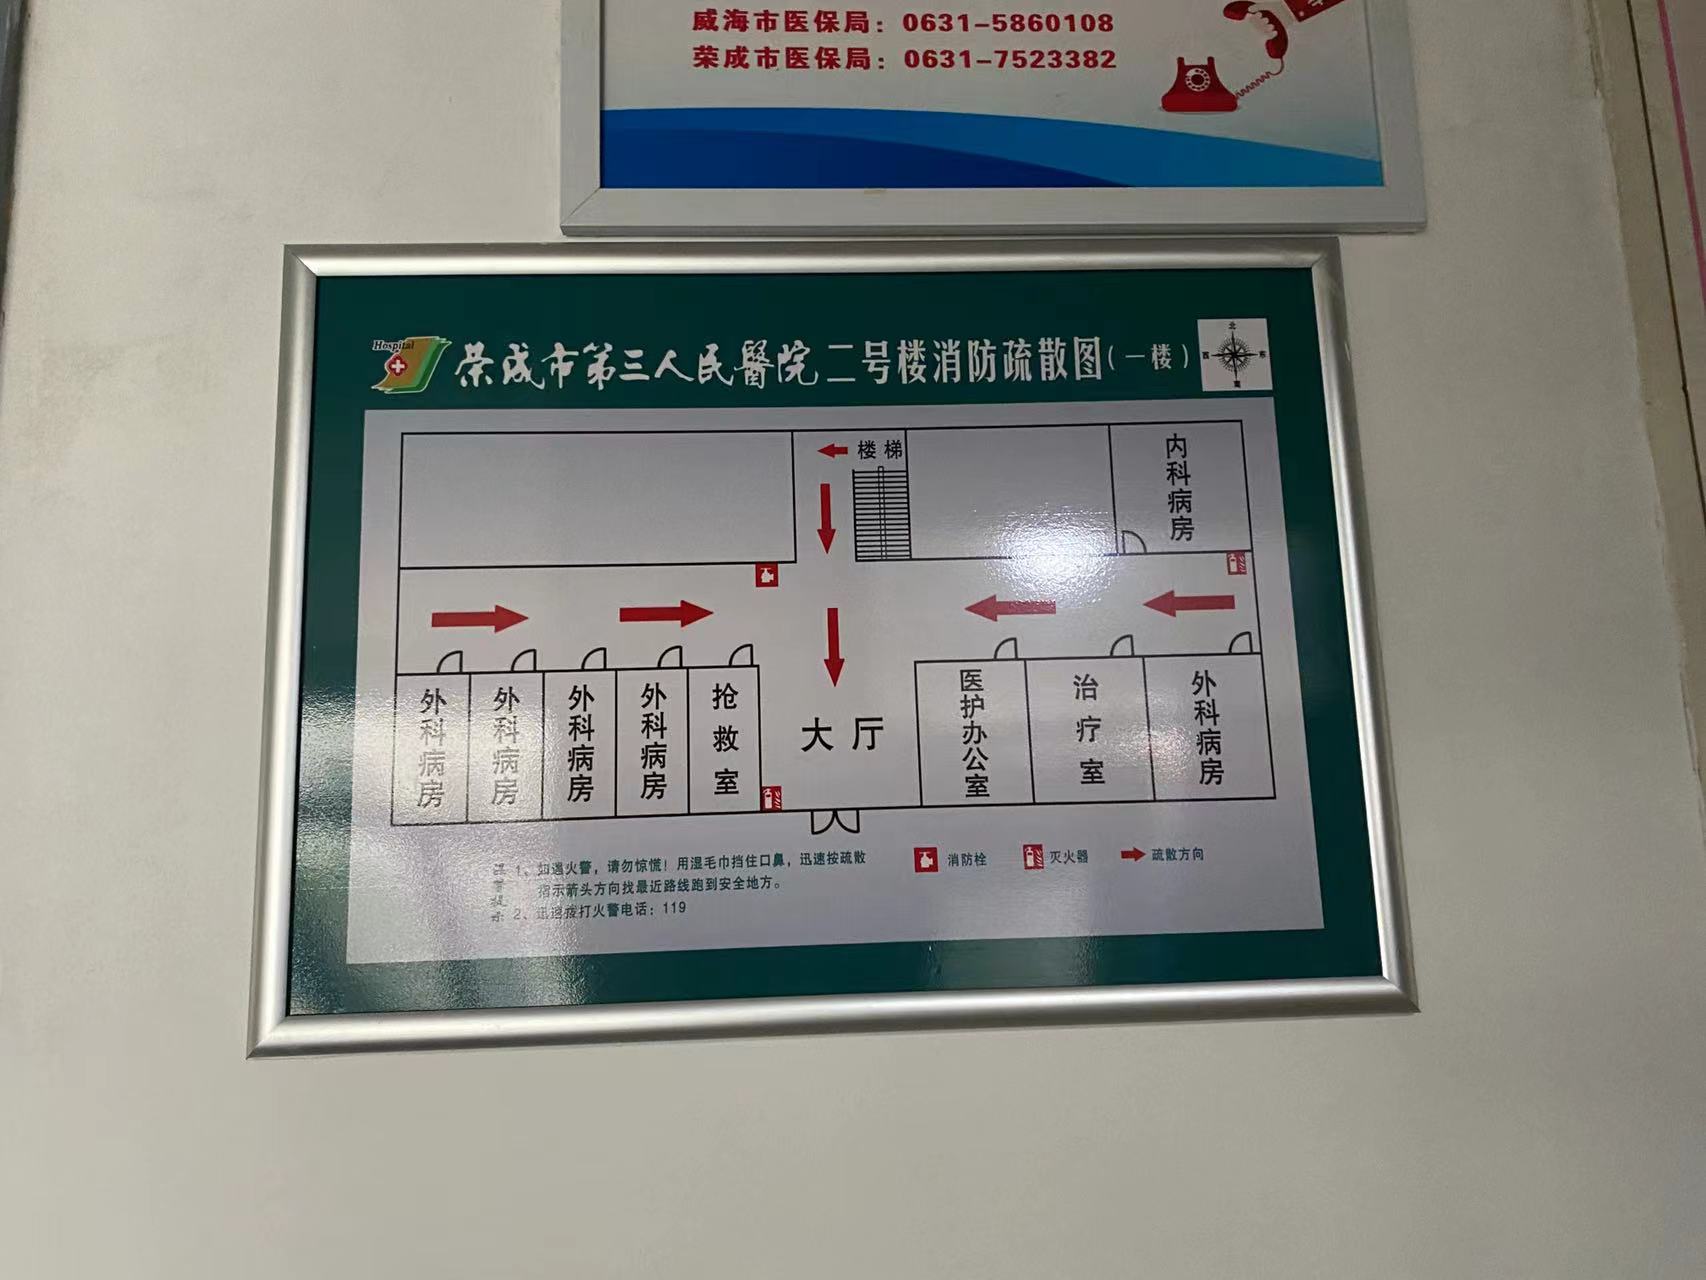 威海市医保局：0631-5860108
荣成市医保局：0631-7523382
Hospital
荣成市第三人民醫院二号楼消防疏散图(一楼)
北
西
东
南
楼梯
内科病房
外科病房
外科病房
外科病房
外科病房
抢救室
大厅
医护办公室
治疗室
外科病房
温馨提示
1、如遇火警，请勿惊慌！用湿毛巾挡住口鼻，迅速按疏散
指示箭头方向找最近路线跑到安全地方。
2、迅速拨打火警电话：119
消防栓
灭火器
疏散方向